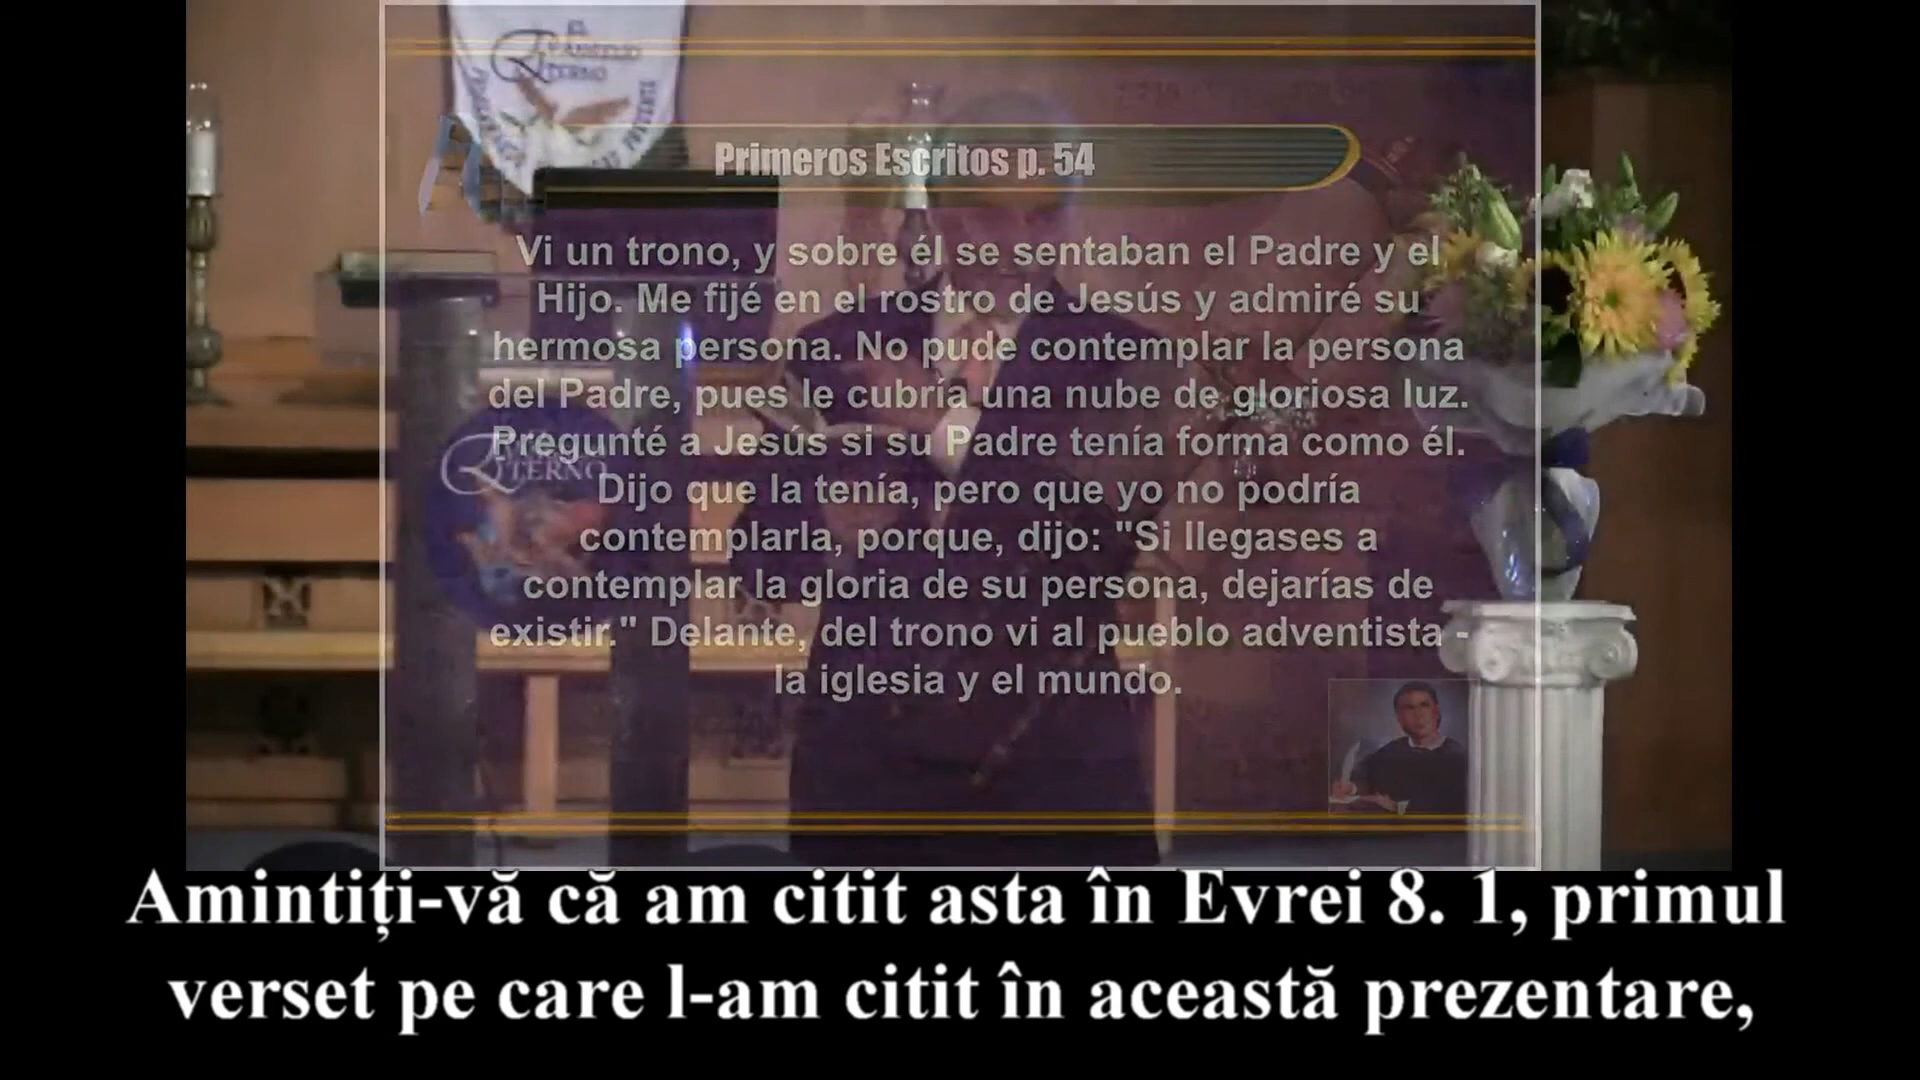 EL
EVANGELIO
ETERNO
Primeros Escritos p. 54
Vi un trono, y sobre él se sentaban el Padre y el
Hijo. Me fijé en el rostro de Jesús y admiré su
hermosa persona. No pude contemplar la persona
del Padre, pues le cubría una nube de gloriosa luz.
Pregunté a Jesús si su Padre tenía forma como él.
Dijo que la tenía, pero que yo no podría
contemplarla, porque, dijo: "Si llegases a
contemplar la gloria de su persona, dejarías de
existir." Delante, del trono vi al pueblo adventista -
la iglesia y el mundo.
ETERNO
Amintiți-vă că am citit asta în Evrei 8. 1, primul
verset pe care l-am citit în această prezentare,